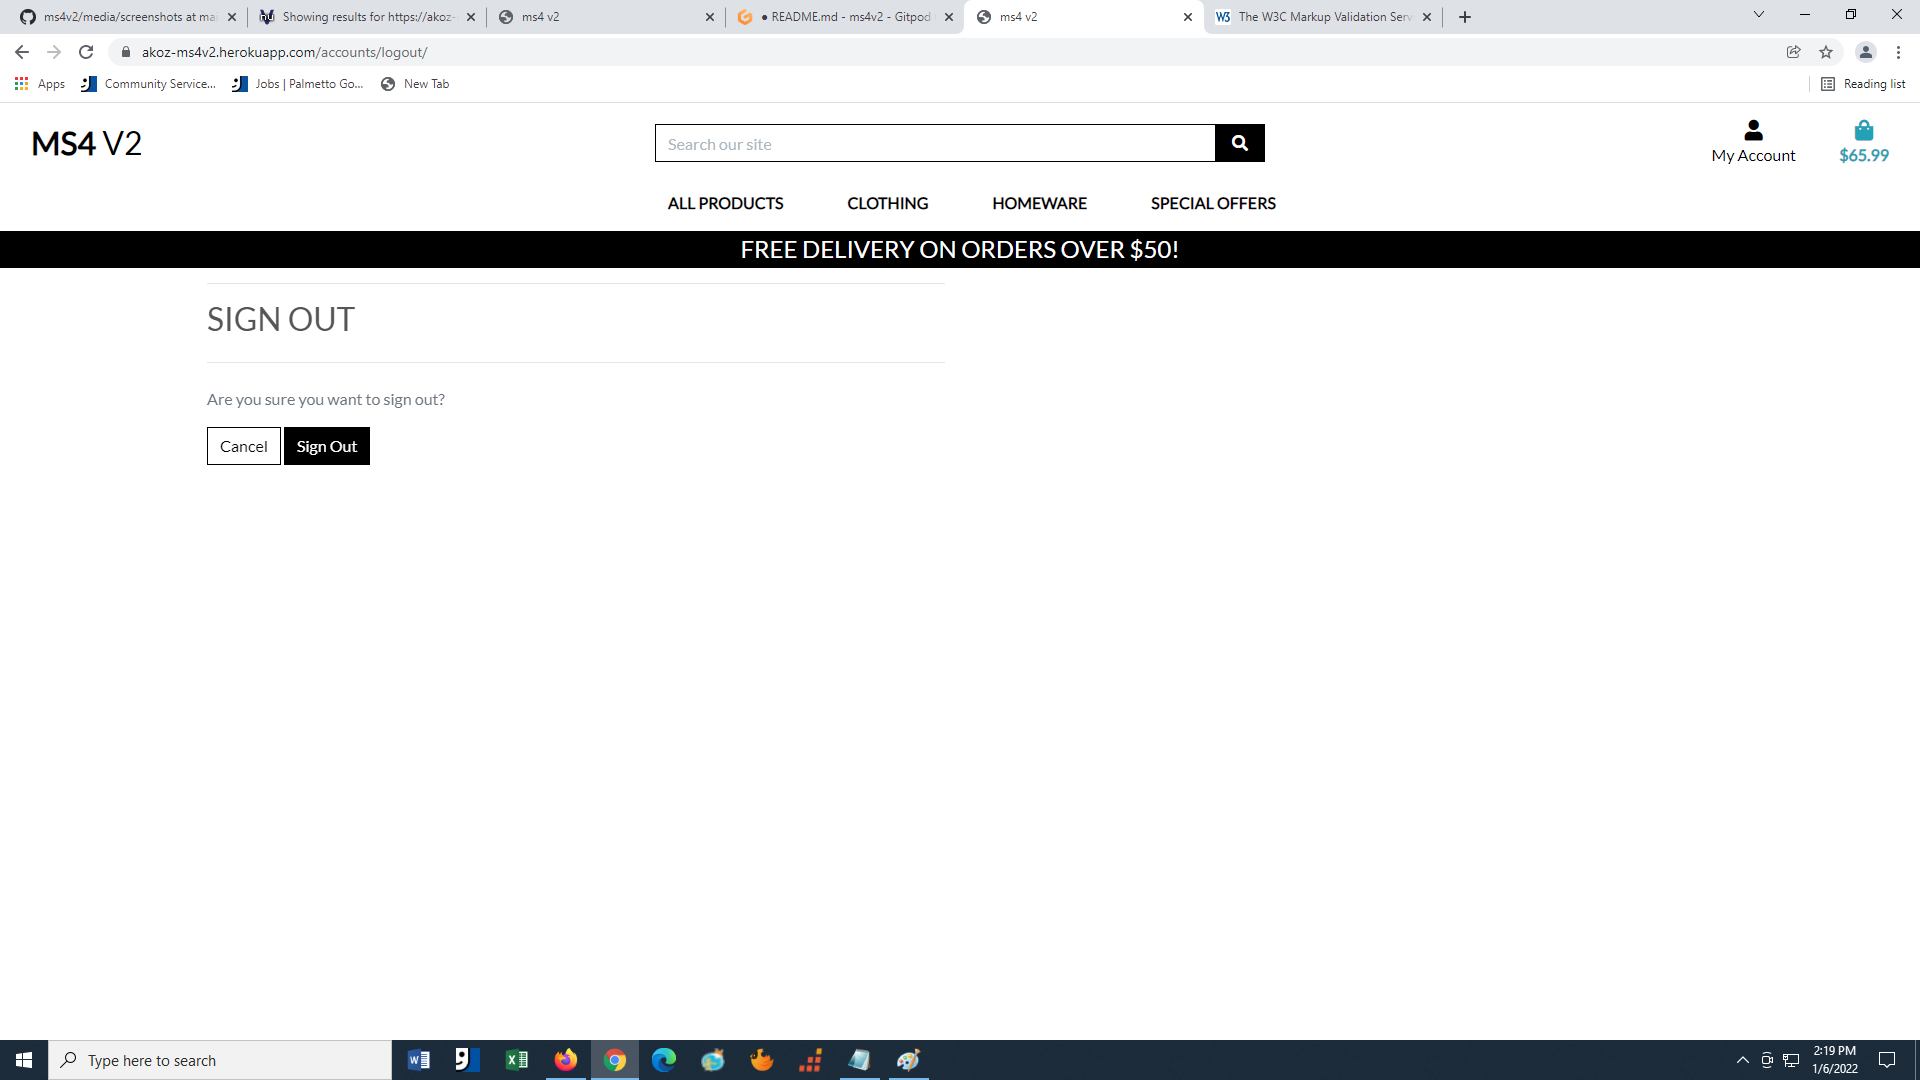 ms4v2/media/screenshots at ma
Showing results for https://akoz-
ms4 v2
● README.md - ms4v2 - Gitpod
ms4 v2
W3 The W3C Markup Validation Serv
akoz-ms4v2.herokuapp.com/accounts/logout/
Apps
Community Service...
Jobs | Palmetto Go...
New Tab
Reading list
MS4 V2
Search our site
My Account
$65.99
ALL PRODUCTS
CLOTHING
HOMEWARE
SPECIAL OFFERS
FREE DELIVERY ON ORDERS OVER $50!
SIGN OUT
Are you sure you want to sign out?
Cancel
Sign Out
Type here to search
2:19 PM
1/6/2022